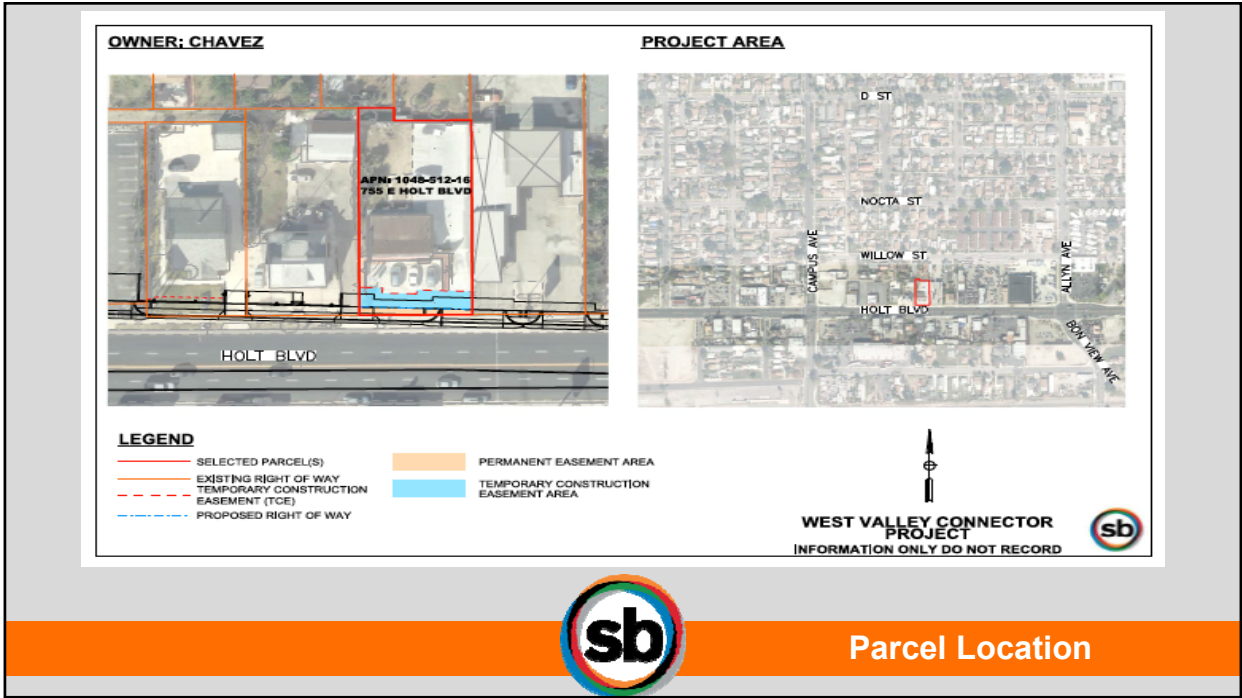 OWNER: CHAVEZ
PROJECT AREA
APN: 1048-512-16
755 E HOLT BLVD
HOLT BLVD
D ST
NOCTA ST
CAMPUS AVE
WILLOW ST
ALLYN AVE
HOLT BLVD
BON VIEW AVE
LEGEND
SELECTED PARCEL(S)
EXISTING RIGHT OF WAY
TEMPORARY CONSTRUCTION
EASEMENT (TCE)
PROPOSED RIGHT OF WAY
PERMANENT EASEMENT AREA
TEMPORARY CONSTRUCTION
EASEMENT AREA
WEST VALLEY CONNECTOR
PROJECT
INFORMATION ONLY DO NOT RECORD
sb
sb
Parcel Location